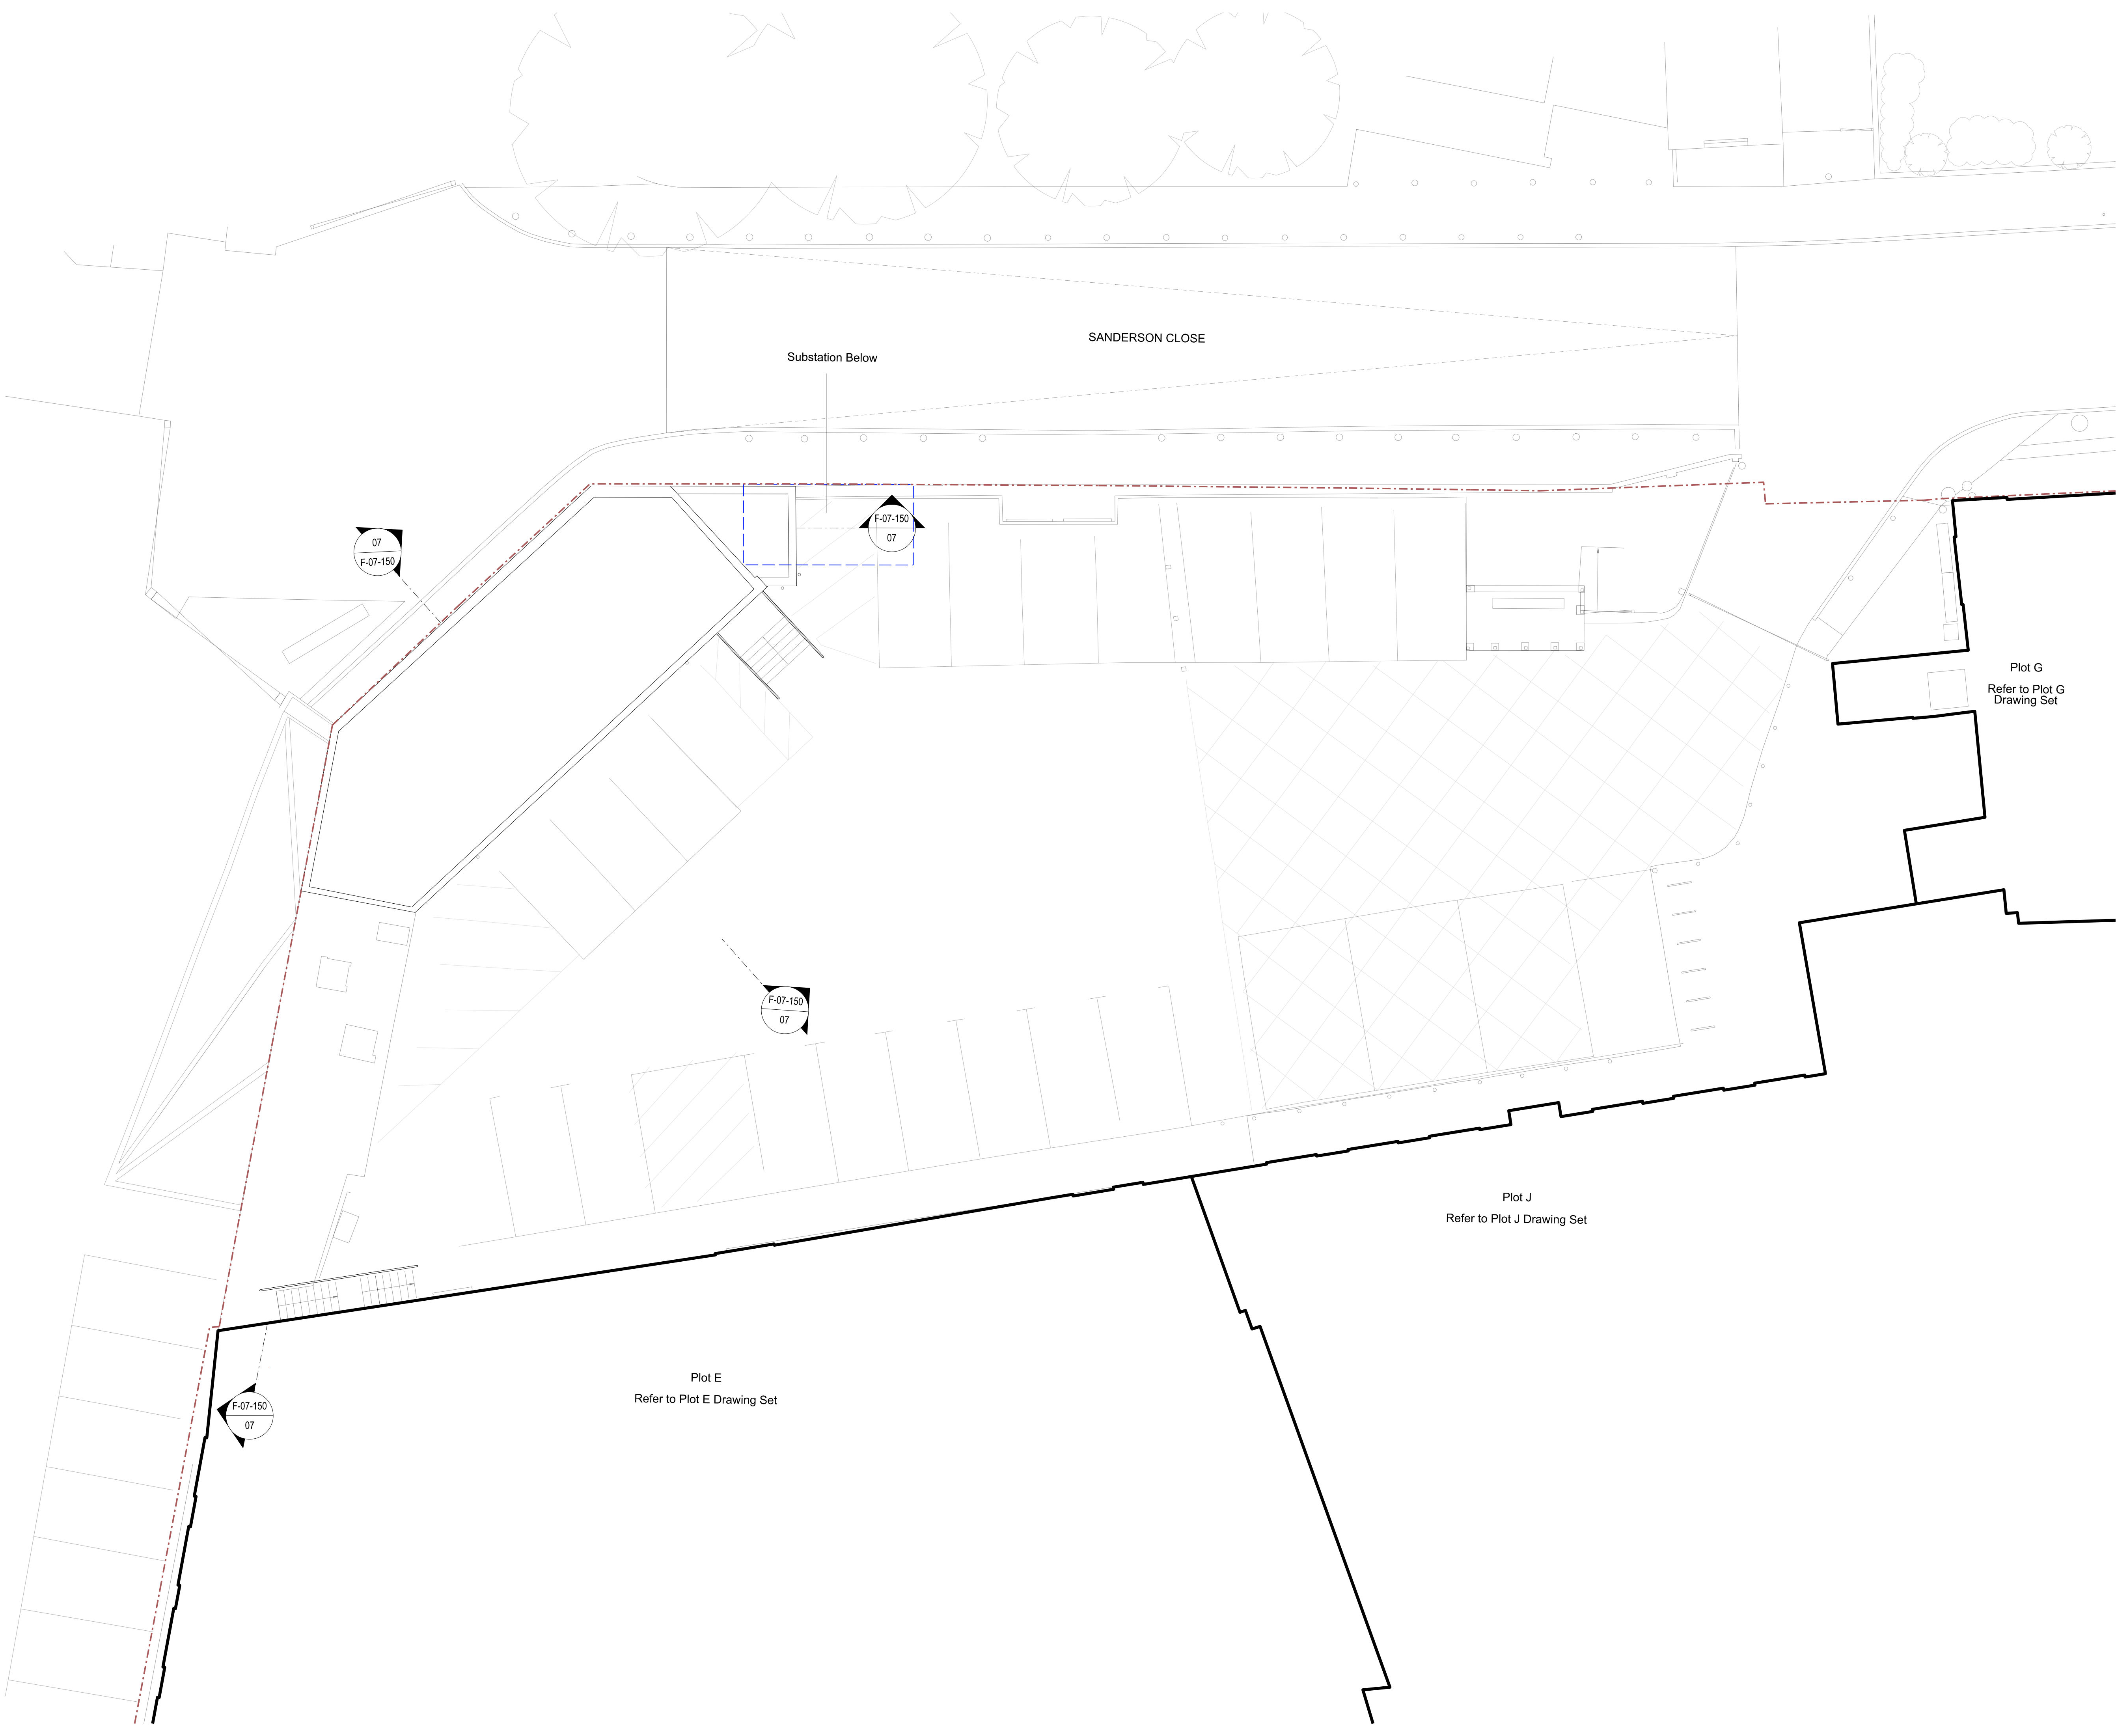 SANDERSON CLOSE
Substation Below
F-07-150
07
07
F-07-150
Plot G
Refer to Plot G
Drawing Set
F-07-150
07
Plot J
Refer to Plot J Drawing Set
Plot E
Refer to Plot E Drawing Set
F-07-150
07